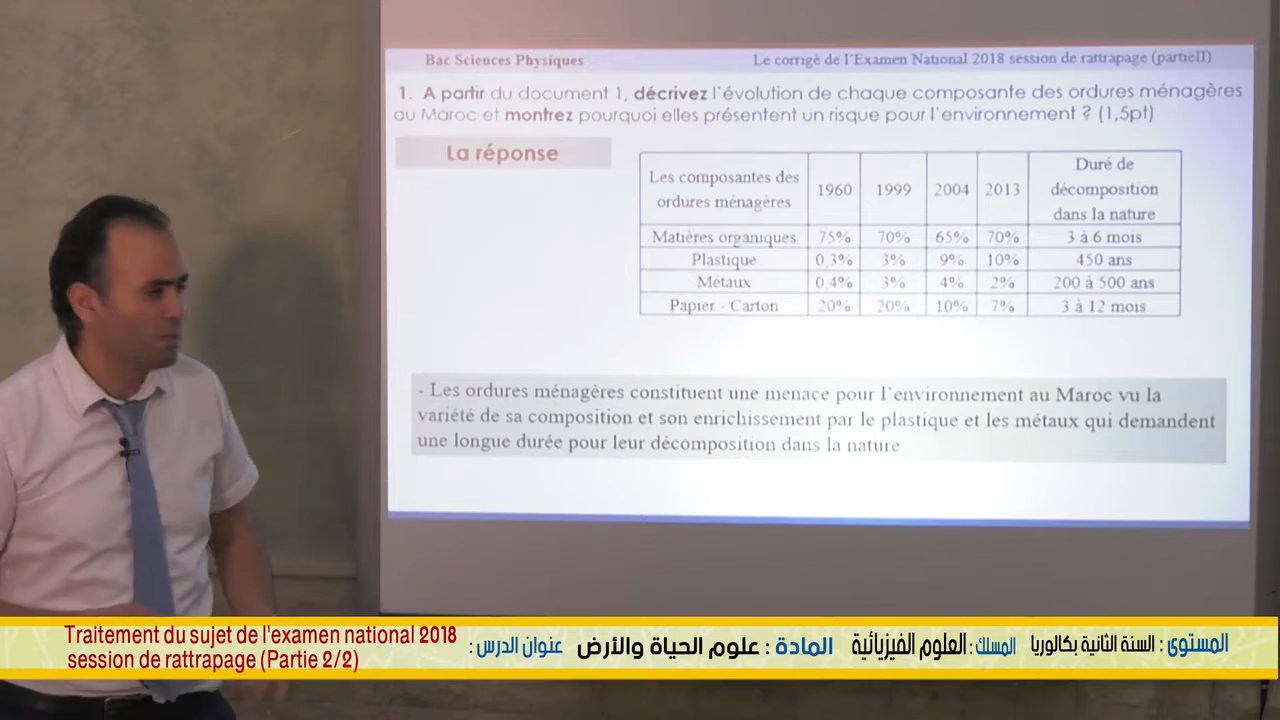 Bac Sciences Physiques
Le corrigé de l'Examen National 2018 session de rattrapage (partieII)
1. A partir du document 1, décrivez l'évolution de chaque composante des ordures ménagères
au Maroc et montrez pourquoi elles présentent un risque pour l'environnement ? (1,5pt)
La réponse
Les composantes des
ordures ménagères
1960
1999
2004
2013
Duré de
décomposition
dans la nature
Matières organiques 75% 70% 65% 70% 3 à 6 mois
Plastique 0,3% 3% 9% 10% 450 ans
Métaux 0,4% 3% 4% 2% 200 à 500 ans
Papier - Carton 20% 20% 10% 7% 3 à 12 mois
- Les ordures ménagères constituent une menace pour l'environnement au Maroc vu la
variété de sa composition et son enrichissement par le plastique et les métaux qui demandent
une longue durée pour leur décomposition dans la nature
المستوى : السنة الثانية بكالوريا المسلك : العلوم الفيزيائية المادة : علوم الحياة والأرض عنوان الدرس :
Traitement du sujet de l'examen national 2018
session de rattrapage (Partie 2/2)